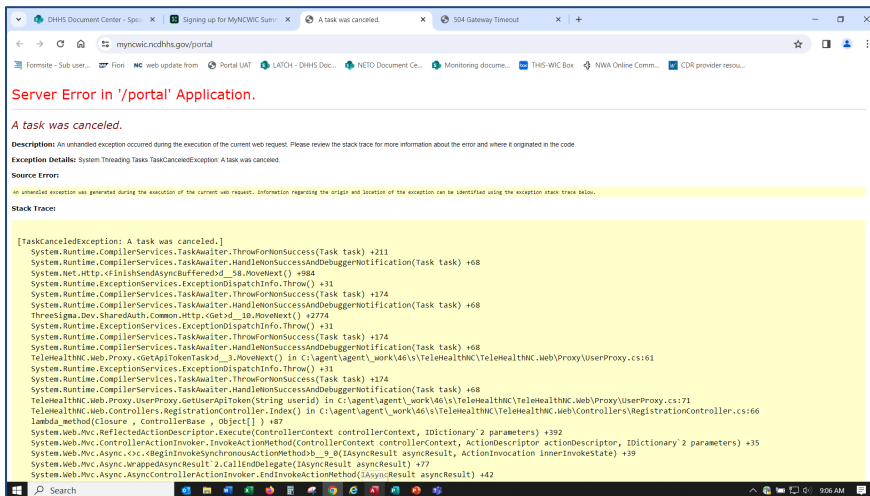 DHHS Document Center - Spea
Signing up for MyNCWIC Summ
A task was canceled.
504 Gateway Timeout
myncwic.ncdhhs.gov/portal
Formsite - Sub user...
Fiori
NC web update from
Portal UAT
LATCH - DHHS Doc...
NETO Document Ce...
Monitoring docume...
THIS-WIC Box
NWA Online Comm...
CDR provider resou...
Server Error in '/portal' Application.
A task was canceled.
Description: An unhandled exception occurred during the execution of the current web request. Please review the stack trace for more information about the error and where it originated in the code.
Exception Details: System.Threading.Tasks.TaskCanceledException: A task was canceled.
Source Error:
An unhandled exception was generated during the execution of the current web request. Information regarding the origin and location of the exception can be identified using the exception stack trace below.
Stack Trace:
[TaskCanceledException: A task was canceled.]
System.Runtime.CompilerServices.TaskAwaiter.ThrowForNonSuccess(Task task) +211
System.Runtime.CompilerServices.TaskAwaiter.HandleNonSuccessAndDebuggerNotification(Task task) +68
System.Net.Http.<FinishSendAsyncBuffered>d__58.MoveNext() +984
System.Runtime.ExceptionServices.ExceptionDispatchInfo.Throw() +31
System.Runtime.CompilerServices.TaskAwaiter.ThrowForNonSuccess(Task task) +174
System.Runtime.CompilerServices.TaskAwaiter.HandleNonSuccessAndDebuggerNotification(Task task) +68
ThreeSigma.Dev.SharedAuth.Common.Http.<Get>d__10.MoveNext() +2774
System.Runtime.ExceptionServices.ExceptionDispatchInfo.Throw() +31
System.Runtime.CompilerServices.TaskAwaiter.ThrowForNonSuccess(Task task) +174
System.Runtime.CompilerServices.TaskAwaiter.HandleNonSuccessAndDebuggerNotification(Task task) +68
TeleHealthNC.Web.Proxy.<GetApiTokenTask>d__3.MoveNext() in C:\agent\agent\_work\46\s\TeleHealthNC\TeleHealthNC.Web\Proxy\UserProxy.cs:61
System.Runtime.ExceptionServices.ExceptionDispatchInfo.Throw() +31
System.Runtime.CompilerServices.TaskAwaiter.ThrowForNonSuccess(Task task) +174
System.Runtime.CompilerServices.TaskAwaiter.HandleNonSuccessAndDebuggerNotification(Task task) +68
TeleHealthNC.Web.Proxy.UserProxy.GetUserApiToken(String userid) in C:\agent\agent\_work\46\s\TeleHealthNC\TeleHealthNC.Web\Proxy\UserProxy.cs:71
TeleHealthNC.Web.Controllers.RegistrationController.Index() in C:\agent\agent\_work\46\s\TeleHealthNC\TeleHealthNC.Web\Controllers\RegistrationController.cs:66
lambda_method(Closure , ControllerBase , Object[] ) +87
System.Web.Mvc.ReflectedActionDescriptor.Execute(ControllerContext controllerContext, IDictionary`2 parameters) +392
System.Web.Mvc.ControllerActionInvoker.InvokeActionMethod(ControllerContext controllerContext, ActionDescriptor actionDescriptor, IDictionary`2 parameters) +35
System.Web.Mvc.Async.<>c.<BeginInvokeSynchronousActionMethod>b__9_0(IAsyncResult asyncResult, ActionInvocation innerInvokeState) +39
System.Web.Mvc.Async.WrappedAsyncResult`2.CallEndDelegate(IAsyncResult asyncResult) +77
System.Web.Mvc.Async.AsyncControllerActionInvoker.EndInvokeActionMethod(IAsyncResult asyncResult) +42
Search
9:06 AM